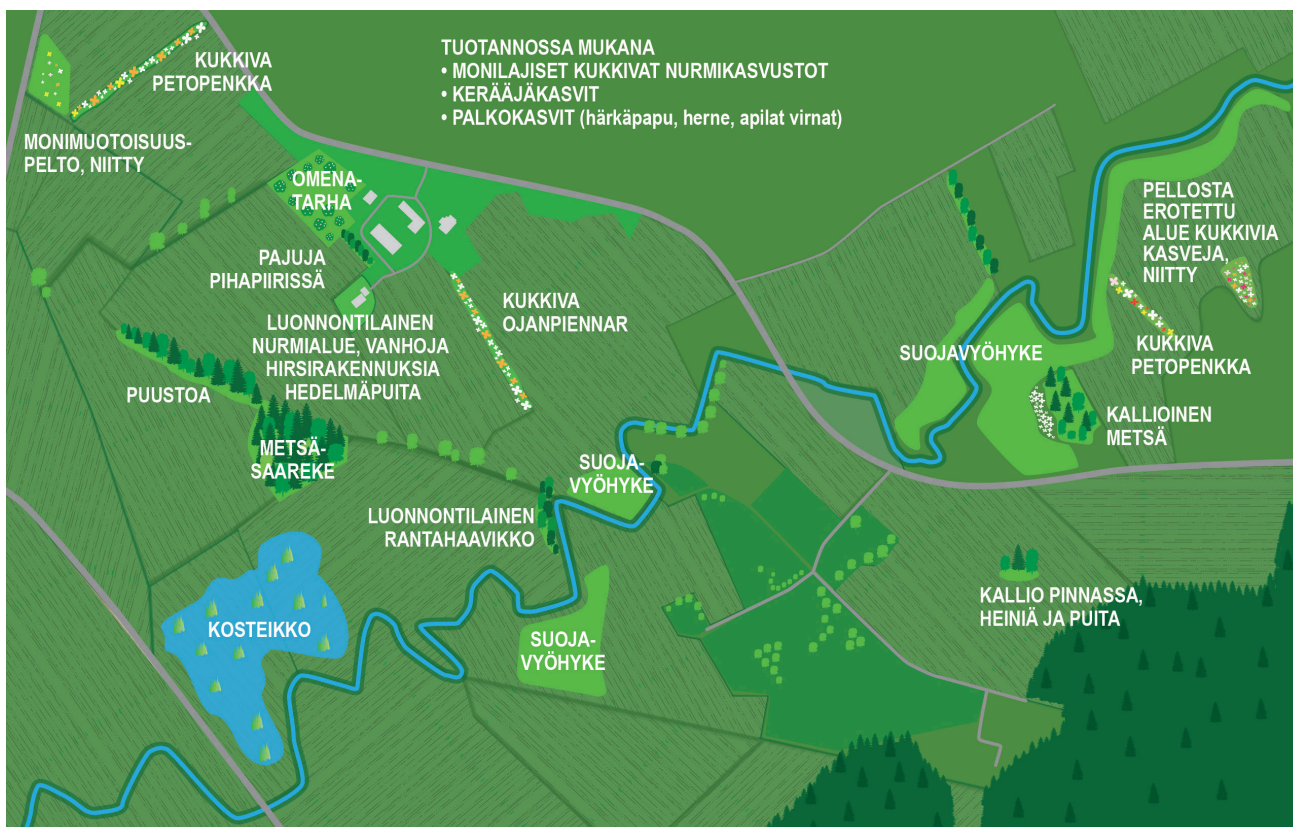 KUKKIVA
PETOPENKKA
TUOTANNOSSA MUKANA
• MONILAJISET KUKKIVAT NURMIKASVUSTOT
• KERÄÄJÄKASVIT
• PALKOKASVIT (härkäpapu, herne, apilat virnat)
MONIMUOTOISUUS-
PELTO, NIITTY
OMENA-
TARHA
PAJUJA
PIHAPIIRISSÄ
KUKKIVA
OJANPIENNAR
PELLOSTA
EROTETTU
ALUE KUKKIVIA
KASVEJA,
NIITTY
LUONNONTILAINEN
NURMIALUE, VANHOJA
HIRSIRAKENNUKSIA
HEDELMÄPUITA
SUOJAVYÖHYKE
KUKKIVA
PETOPENKKA
PUUSTOA
KALLIOINEN
METSÄ
METSÄ-
SAAREKE
SUOJA-
VYÖHYKE
LUONNONTILAINEN
RANTAHAAVIKKO
KALLIO PINNASSA,
HEINIÄ JA PUITA
KOSTEIKKO
SUOJA-
VYÖHYKE